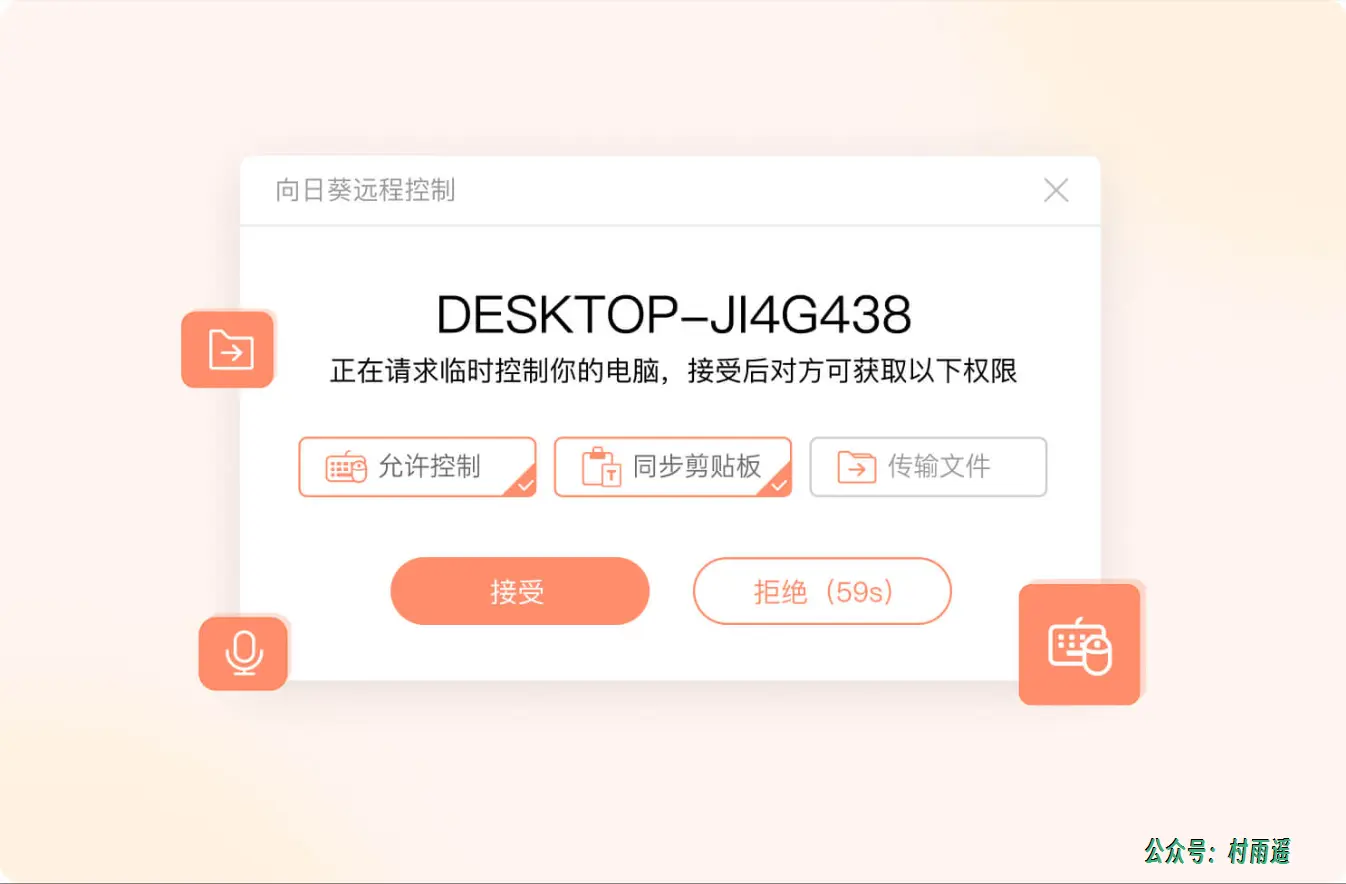 向日葵远程控制
DESKTOP-JI4G438
正在请求临时控制你的电脑，接受后对方可获取以下权限
允许控制 同步剪贴板 传输文件
接受 拒绝（59s）
公众号：村雨遥